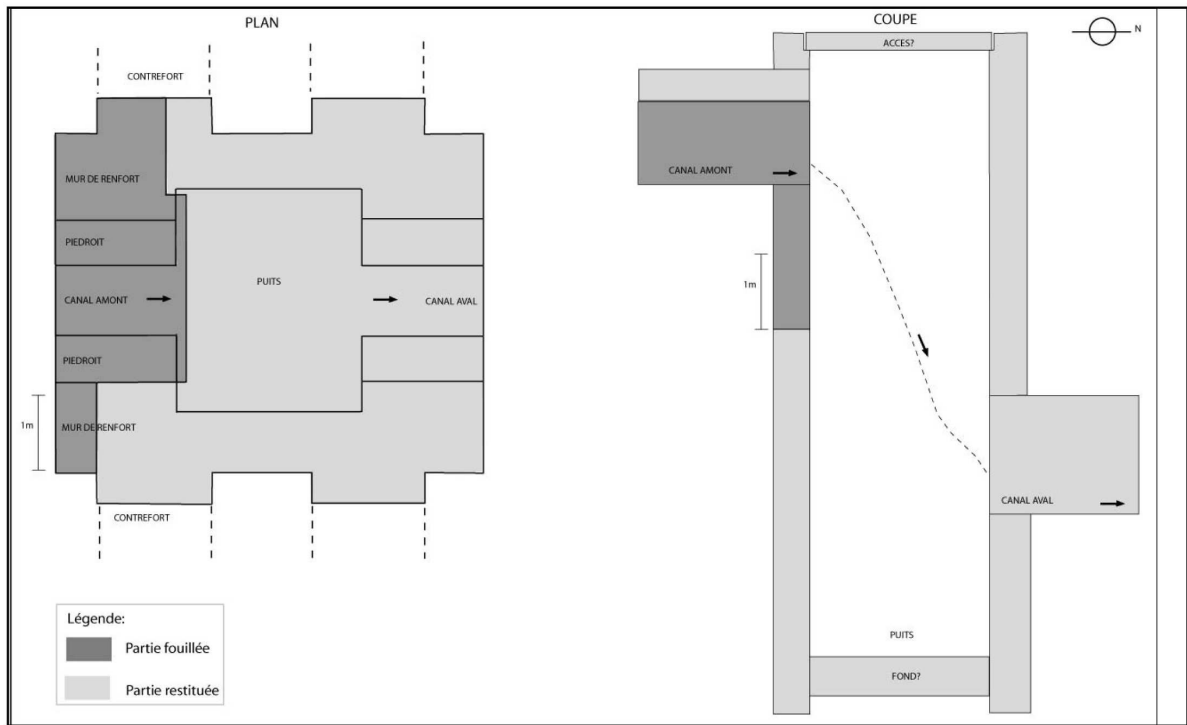 PLAN
CONTREFORT
MUR DE RENFORT
PIEDROIT
CANAL AMONT
PUITS
CANAL AVAL
PIEDROIT
1m
MUR DE RENFORT
CONTREFORT
Légende:
Partie fouillée
Partie restituée
COUPE
N
ACCES?
CANAL AMONT
1m
CANAL AVAL
PUITS
FOND?